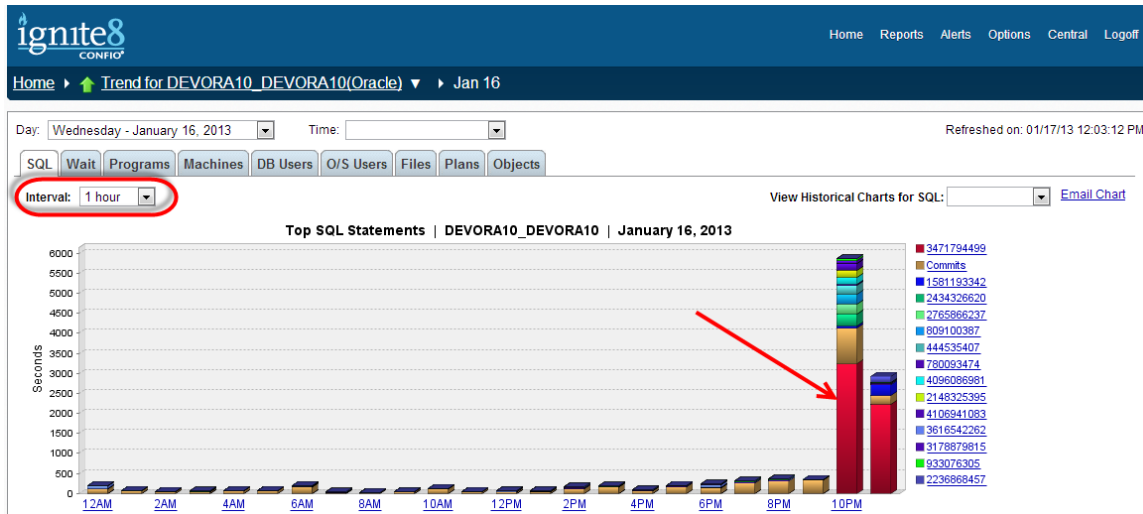 ignite8
CONFIO
Home Reports Alerts Options Central Logoff
Home Trend for DEVORA10_DEVORA10(Oracle) Jan 16
Day: Wednesday - January 16, 2013 Time: Refreshed on: 01/17/13 12:03:12 PM
SQL Wait Programs Machines DB Users O/S Users Files Plans Objects
Interval: 1 hour View Historical Charts for SQL: Email Chart
Top SQL Statements | DEVORA10_DEVORA10 | January 16, 2013
Seconds
6000
5500
5000
4500
4000
3500
3000
2500
2000
1500
1000
500
0
12AM 2AM 4AM 6AM 8AM 10AM 12PM 2PM 4PM 6PM 8PM 10PM
3471794499
Commits
1581193342
2434326620
2765866237
809100387
444535407
780093474
4096086981
2148325395
4106941083
3616542262
3178879815
933076305
2236868457